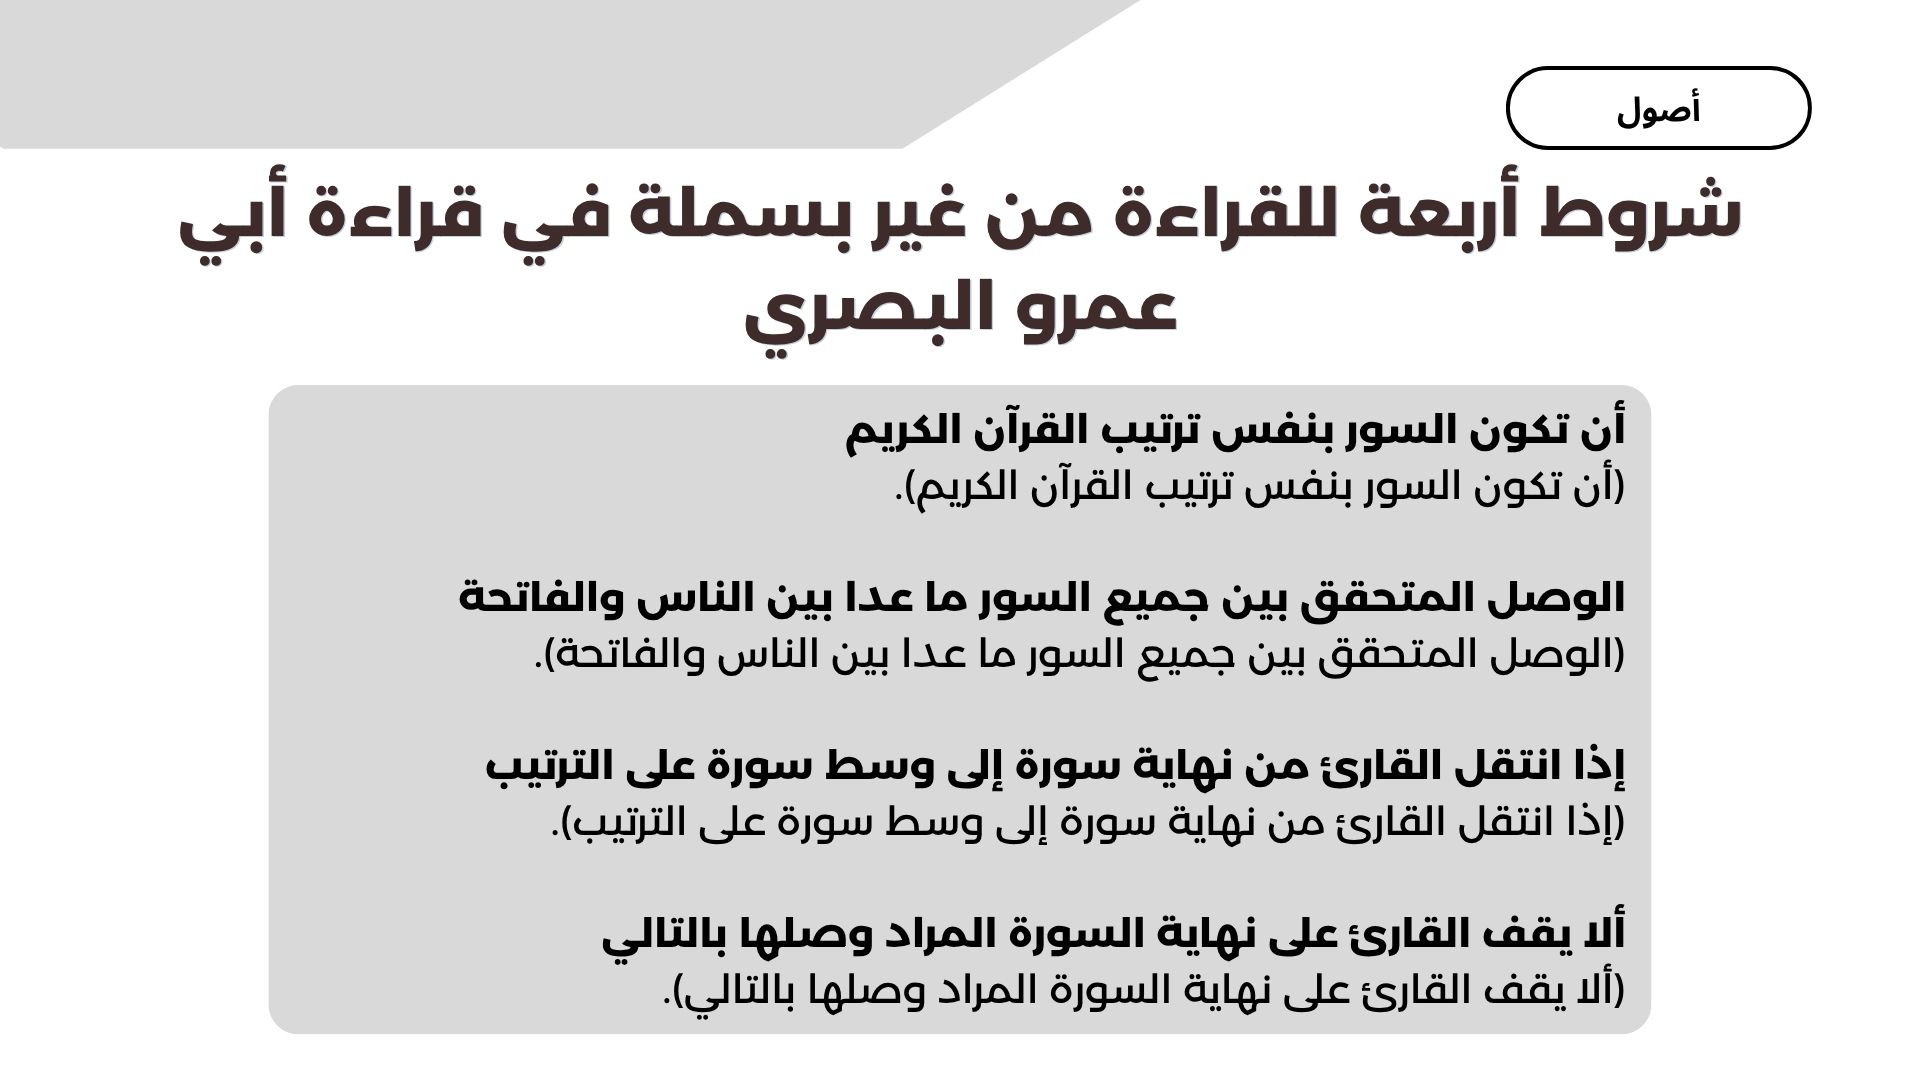 أصول
شروط أربعة للقراءة من غير بسملة في قراءة أبي
عمرو البصري
أن تكون السور بنفس ترتيب القرآن الكريم
(أن تكون السور بنفس ترتيب القرآن الكريم).
الوصل المتحقق بين جميع السور ما عدا بين الناس والفاتحة
(الوصل المتحقق بين جميع السور ما عدا بين الناس والفاتحة).
إذا انتقل القارئ من نهاية سورة إلى وسط سورة على الترتيب
(إذا انتقل القارئ من نهاية سورة إلى وسط سورة على الترتيب).
ألا يقف القارئ على نهاية السورة المراد وصلها بالتالي
(ألا يقف القارئ على نهاية السورة المراد وصلها بالتالي).